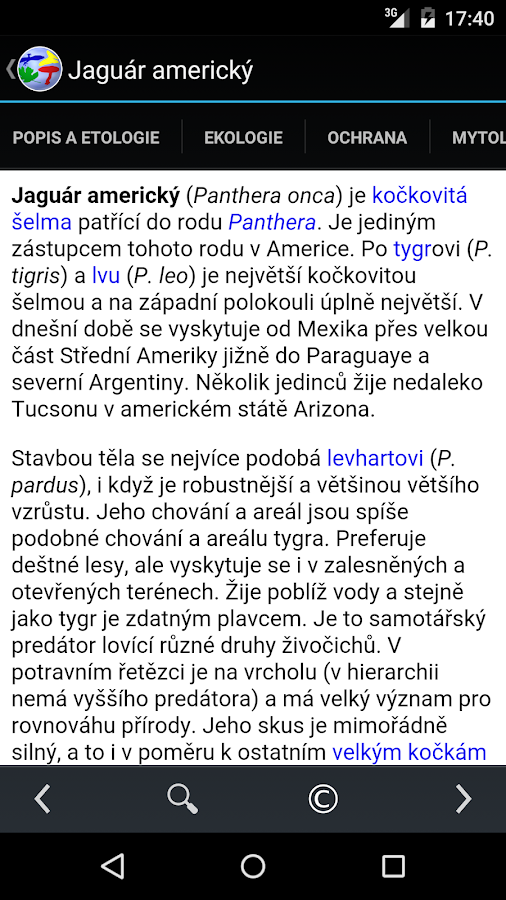 3G 17:40
Jaguár americký
POPIS A ETOLOGIE EKOLOGIE OCHRANA MYTOL
Jaguár americký (Panthera onca) je kočkovitá
šelma patřící do rodu Panthera. Je jediným
zástupcem tohoto rodu v Americe. Po tygrovi (P.
tigris) a lvu (P. leo) je největší kočkovitou
šelmou a na západní polokouli úplně největší. V
dnešní době se vyskytuje od Mexika přes velkou
část Střední Ameriky jižně do Paraguaye a
severní Argentiny. Několik jedinců žije nedaleko
Tucsonu v americkém státě Arizona.
Stavbou těla se nejvíce podobá levhartovi (P.
pardus), i když je robustnější a většinou většího
vzrůstu. Jeho chování a areál jsou spíše
podobné chování a areálu tygra. Preferuje
deštné lesy, ale vyskytuje se i v zalesněných a
otevřených terénech. Žije poblíž vody a stejně
jako tygr je zdatným plavcem. Je to samotářský
predátor lovící různé druhy živočichů. V
potravním řetězci je na vrcholu (v hierarchii
nemá vyššího predátora) a má velký význam pro
rovnováhu přírody. Jeho skus je mimořádně
silný, a to i v poměru k ostatním velkým kočkám
©